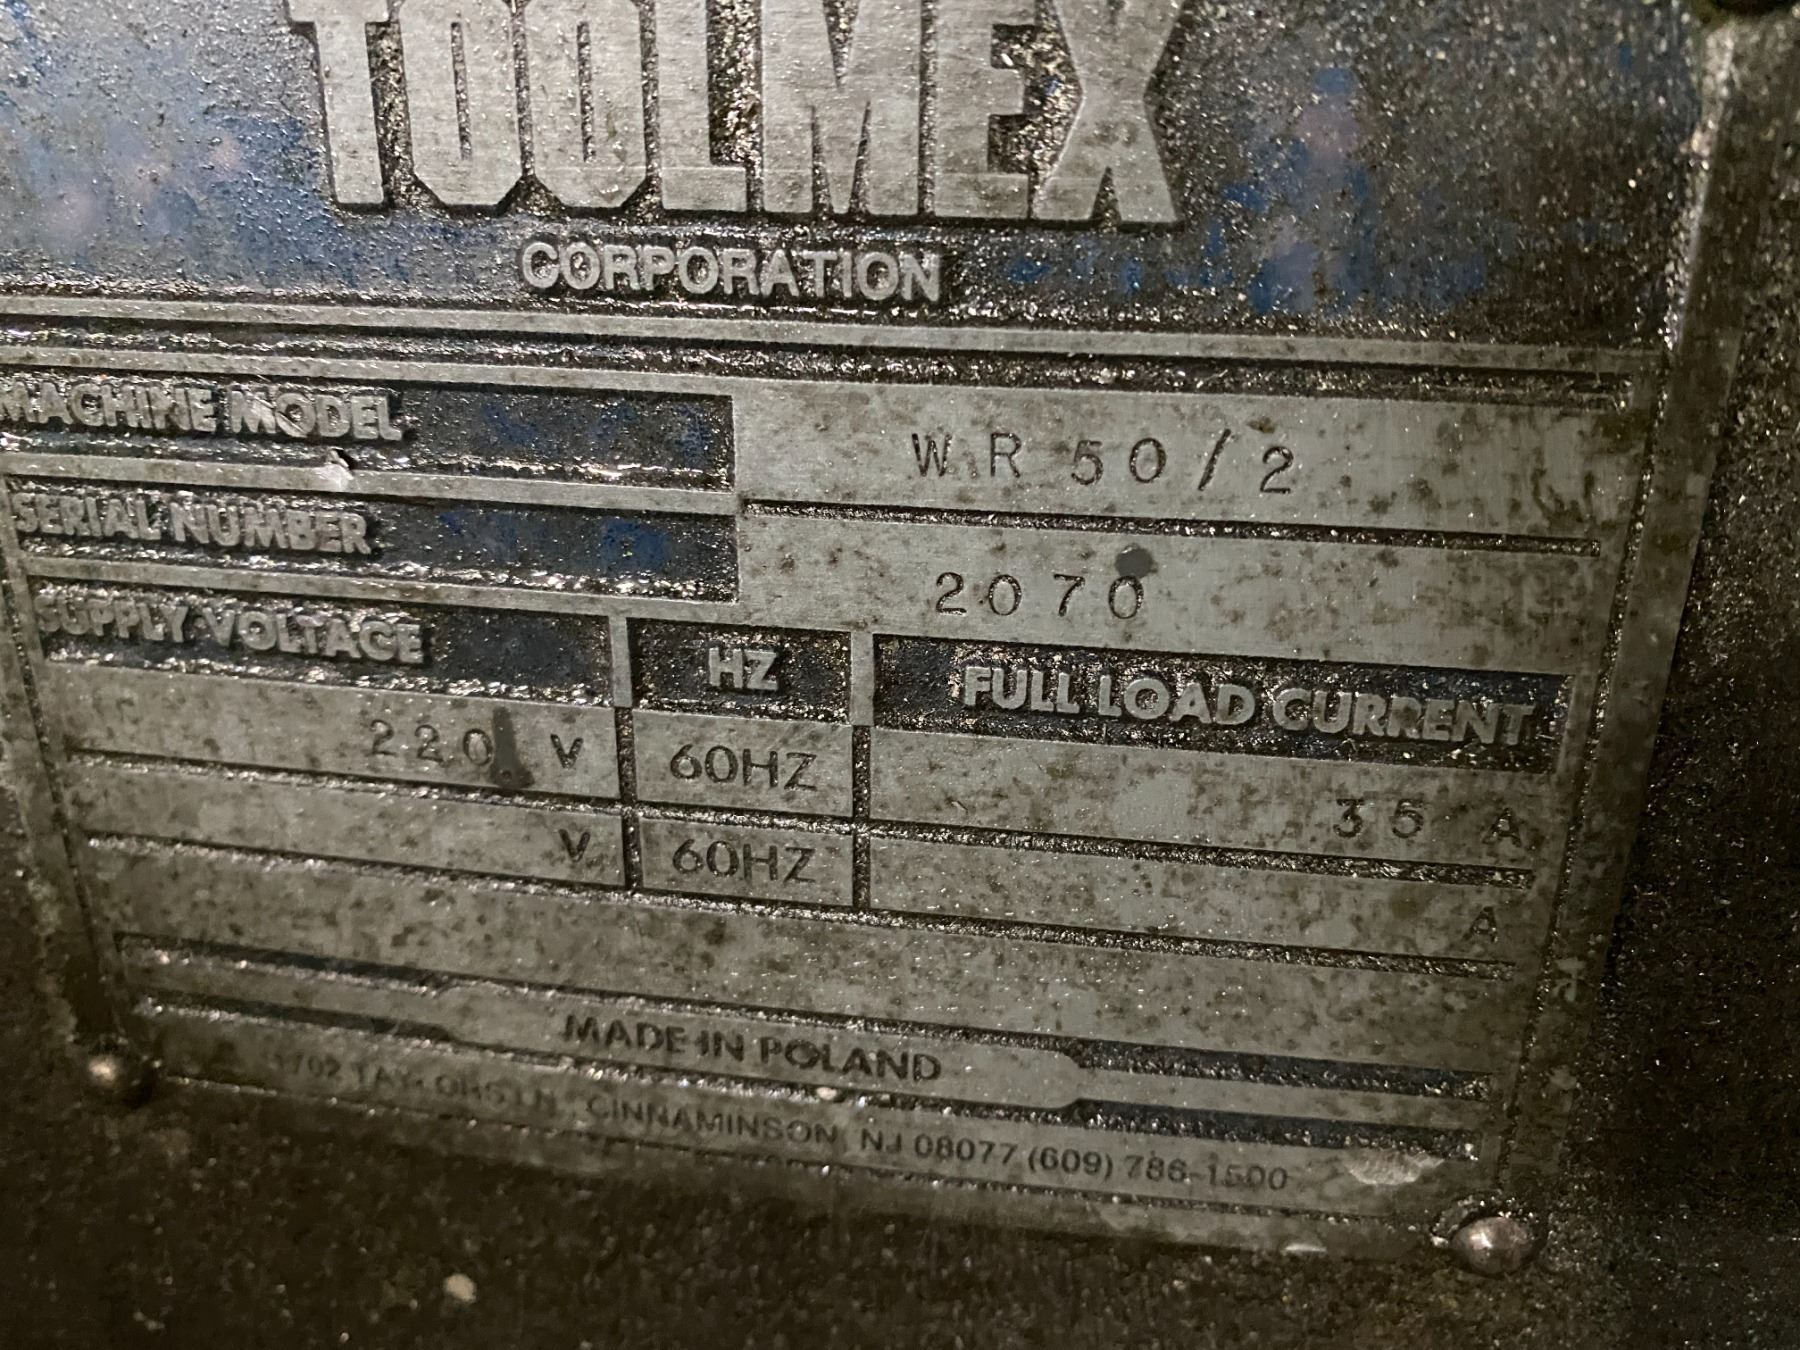 TOOLMEX
CORPORATION
MACHINE MODEL WR 50/2
SERIAL NUMBER 2070
SUPPLY VOLTAGE HZ FULL LOAD CURRENT
220 V 60HZ 35 A
V 60HZ A
MADE IN POLAND
CINNAMINSON, NJ 08077 (609) 786-1500